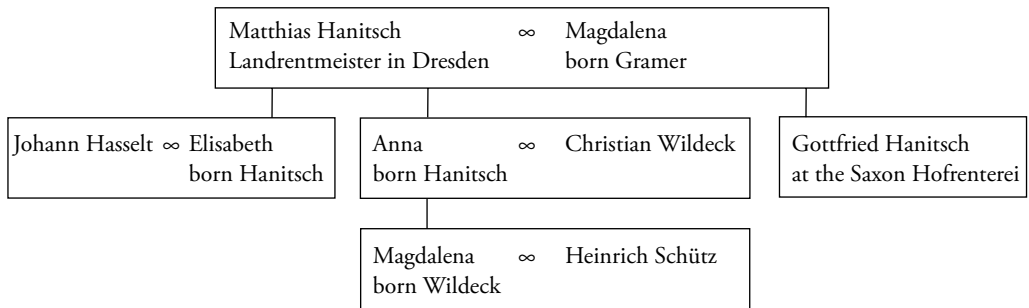 Matthias Hanitsch ∞ Magdalena
Landrentmeister in Dresden born Gramer
Johann Hasselt ∞ Elisabeth
born Hanitsch
Anna ∞ Christian Wildeck
born Hanitsch
Gottfried Hanitsch
at the Saxon Hofrenterei
Magdalena ∞ Heinrich Schütz
born Wildeck